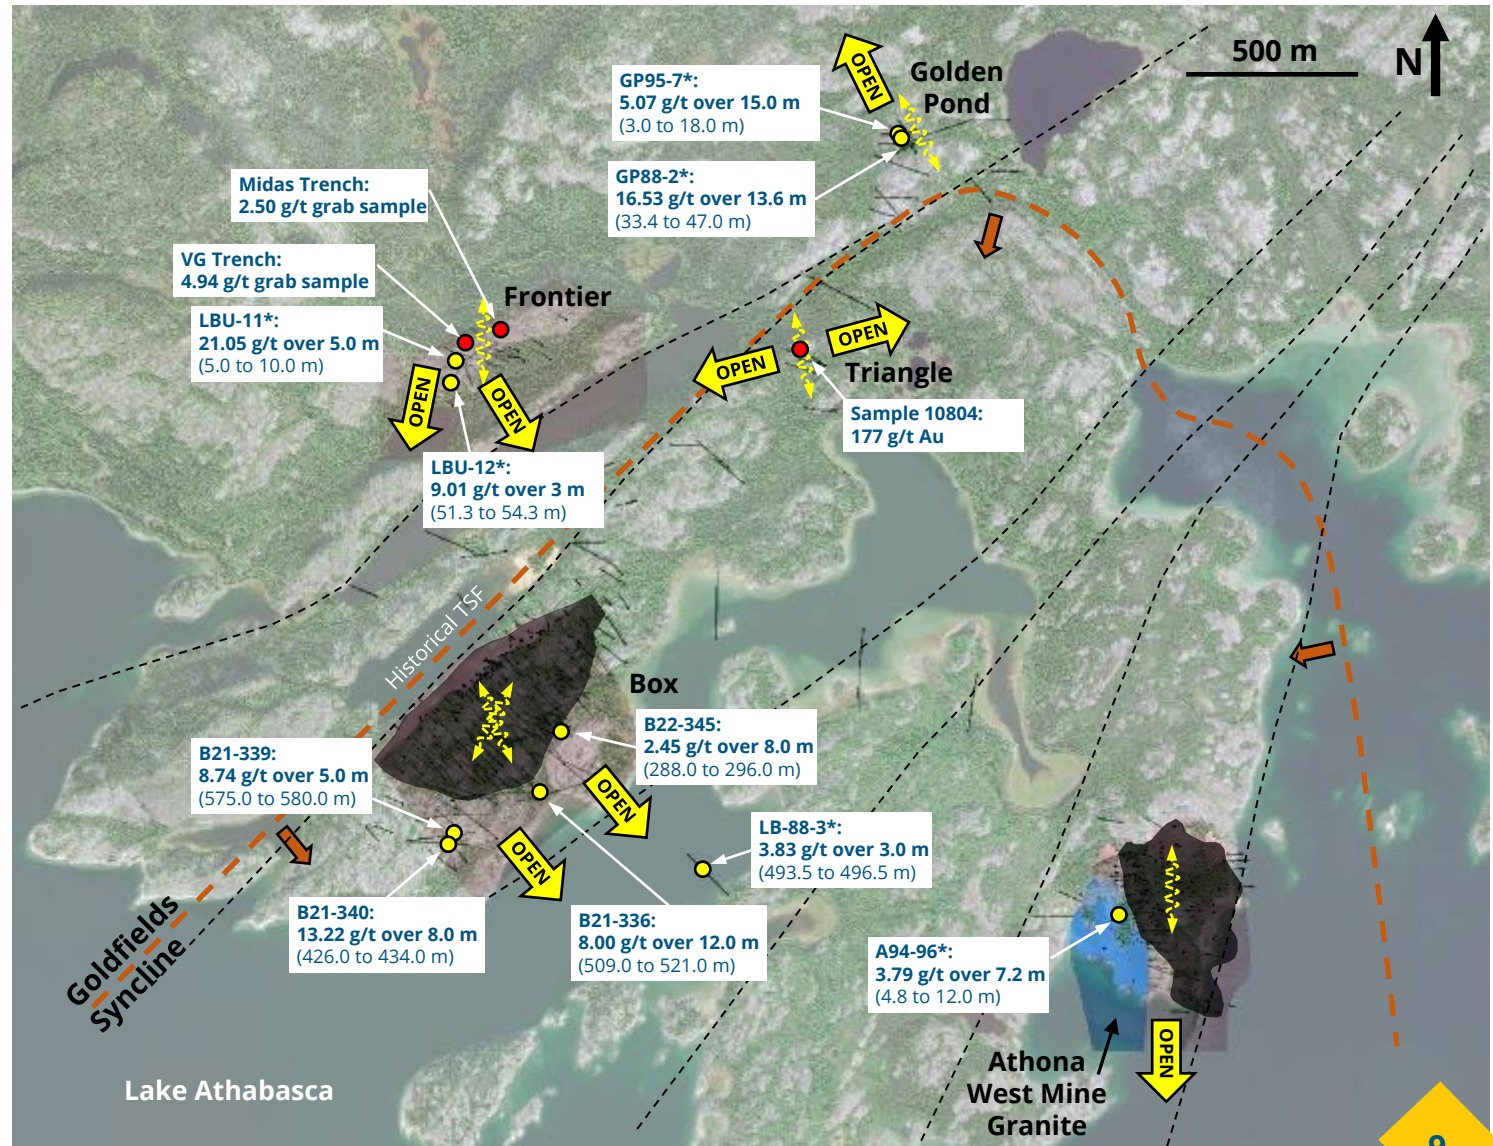 500 m
N
OPEN
Golden
Pond
GP95-7*:
5.07 g/t over 15.0 m
(3.0 to 18.0 m)
GP88-2*:
16.53 g/t over 13.6 m
(33.4 to 47.0 m)
Midas Trench:
2.50 g/t grab sample
VG Trench:
4.94 g/t grab sample
Frontier
LBU-11*:
21.05 g/t over 5.0 m
(5.0 to 10.0 m)
OPEN
OPEN
OPEN
OPEN
Triangle
Sample 10804:
177 g/t Au
LBU-12*:
9.01 g/t over 3 m
(51.3 to 54.3 m)
Historical TSF
Box
B22-345:
2.45 g/t over 8.0 m
(288.0 to 296.0 m)
B21-339:
8.74 g/t over 5.0 m
(575.0 to 580.0 m)
OPEN
OPEN
LB-88-3*:
3.83 g/t over 3.0 m
(493.5 to 496.5 m)
B21-340:
13.22 g/t over 8.0 m
(426.0 to 434.0 m)
B21-336:
8.00 g/t over 12.0 m
(509.0 to 521.0 m)
A94-96*:
3.79 g/t over 7.2 m
(4.8 to 12.0 m)
Goldfields
Syncline
OPEN
Athona
West Mine
Granite
Lake Athabasca
9